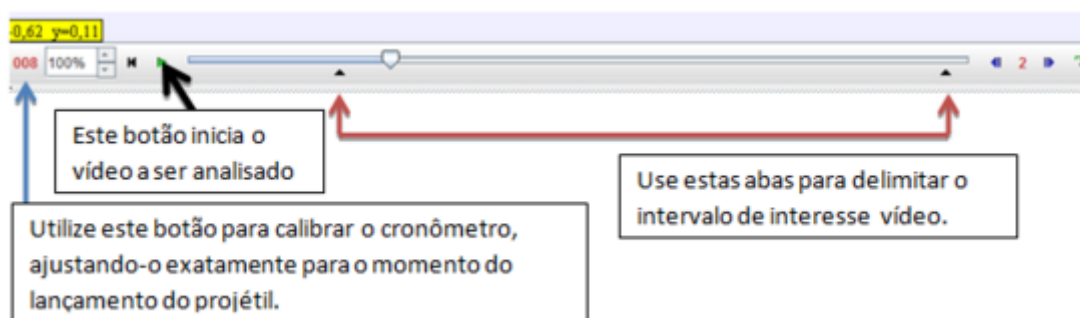 -0,62 y=0,11
008 100% 2
Este botão inicia o
vídeo a ser analisado
Use estas abas para delimitar o
intervalo de interesse vídeo.
Utilize este botão para calibrar o cronômetro,
ajustando-o exatamente para o momento do
lançamento do projétil.